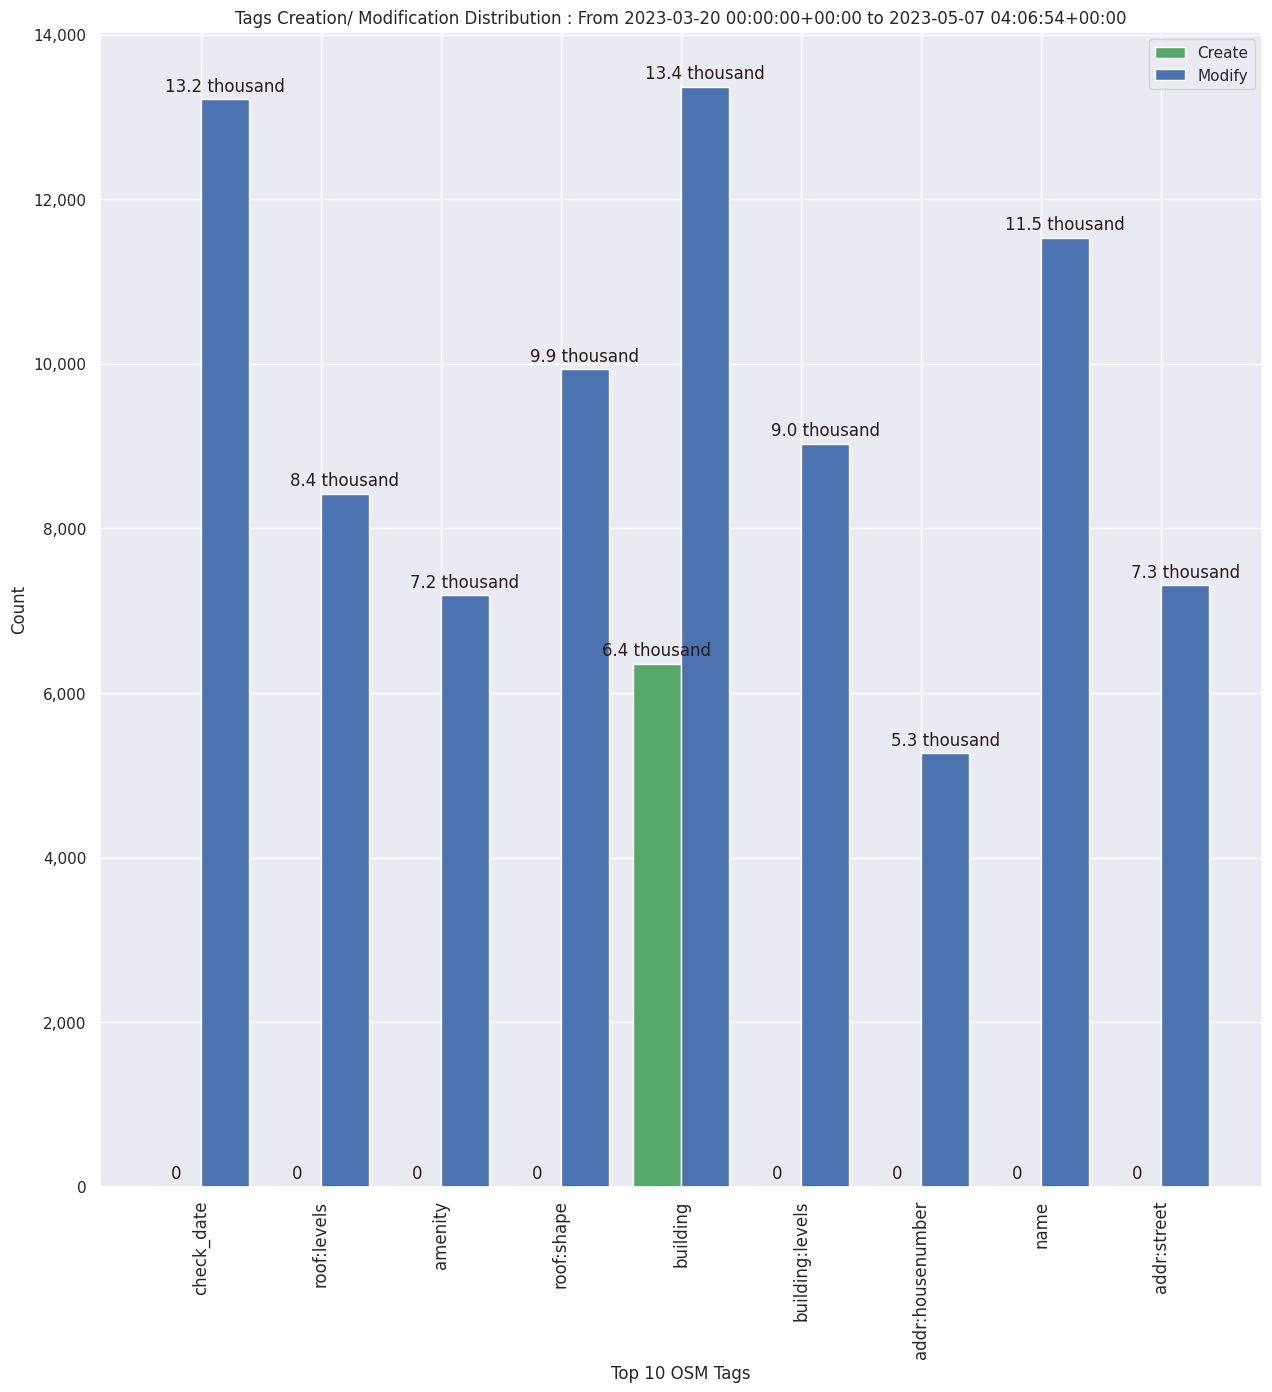 Tags Creation/ Modification Distribution : From 2023-03-20 00:00:00+00:00 to 2023-05-07 04:06:54+00:00
Create
Modify
14,000
12,000
10,000
8,000
6,000
4,000
2,000
0
Count
13.2 thousand
8.4 thousand
7.2 thousand
9.9 thousand
6.4 thousand
13.4 thousand
9.0 thousand
5.3 thousand
11.5 thousand
7.3 thousand
0
0
0
0
0
0
0
0
check_date
roof:levels
amenity
roof:shape
building
building:levels
addr:housenumber
name
addr:street
Top 10 OSM Tags